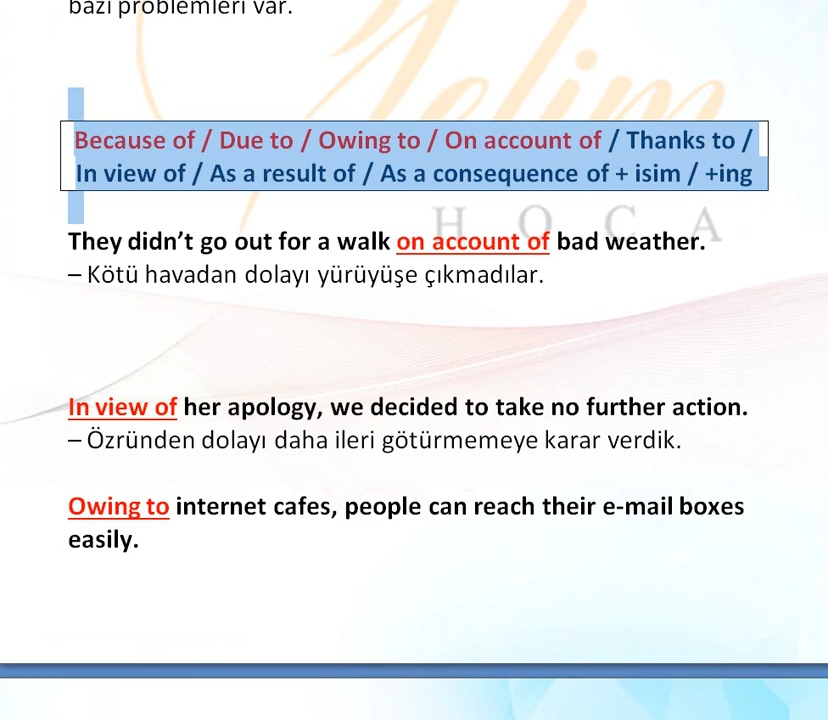 bazı problemleri var.
Because of / Due to / Owing to / On account of / Thanks to /
In view of / As a result of / As a consequence of + isim / +ing
H O C A
They didn't go out for a walk on account of bad weather.
– Kötü havadan dolayı yürüyüşe çıkmadılar.
In view of her apology, we decided to take no further action.
– Özründen dolayı daha ileri götürmemeye karar verdik.
Owing to internet cafes, people can reach their e-mail boxes
easily.